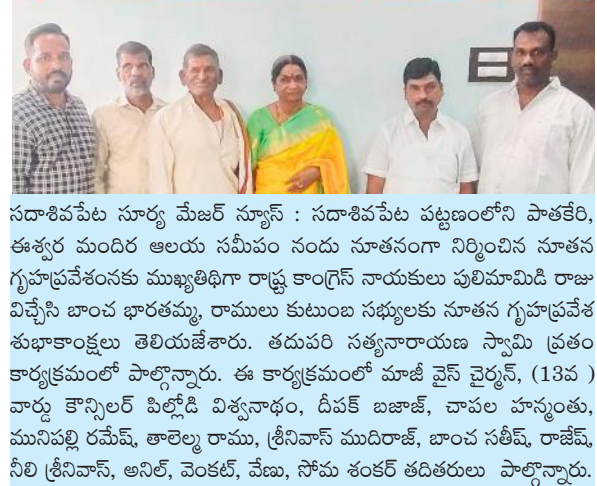 సదాశివపేట సూర్య మేజర్ న్యూస్ : సదాశివపేట పట్టణంలోని పాతకేరి,
ఈశ్వర మందిర ఆలయ సమీపం నందు నూతనంగా నిర్మించిన నూతన
గృహప్రవేశంనకు ముఖ్యతిథిగా రాష్ట్ర కాంగ్రెస్ నాయకులు పులిమామిడి రాజు
విచ్చేసి బాంచ భారతమ్మ, రాములు కుటుంబ సభ్యులకు నూతన గృహప్రవేశ
శుభాకాంక్షలు తెలియజేశారు. తదుపరి సత్యనారాయణ స్వామి వ్రతం
కార్యక్రమంలో పాల్గొన్నారు. ఈ కార్యక్రమంలో మాజీ వైస్ చైర్మన్, (13వ )
వార్డు కౌన్సిలర్ పిల్లోడి విశ్వనాథం, దీపక్ బజాజ్, చాపల హన్మంతు,
మునిపల్లి రమేష్, తాలెల్మ రాము, శ్రీనివాస్ ముదిరాజ్, బాంచ సతీష్, రాజేష్,
నీలి శ్రీనివాస్, అనిల్, వెంకట్, వేణు, సోమ శంకర్ తదితరులు పాల్గొన్నారు.